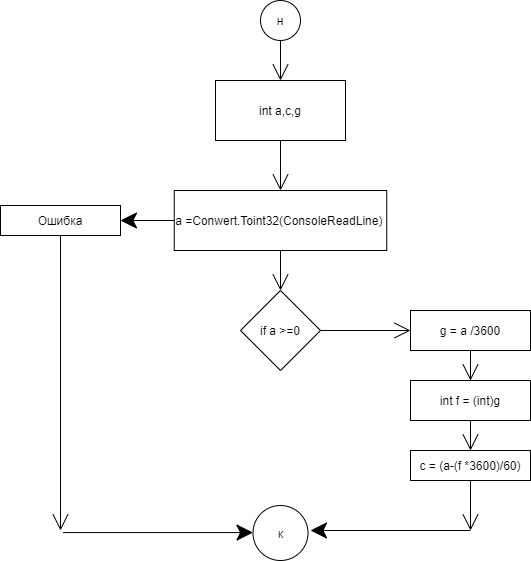 н
int a,c,g
a =Conwert.Toint32(ConsoleReadLine)
Ошибка
if a >=0
g = a /3600
int f = (int)g
c = (a-(f *3600)/60)
к